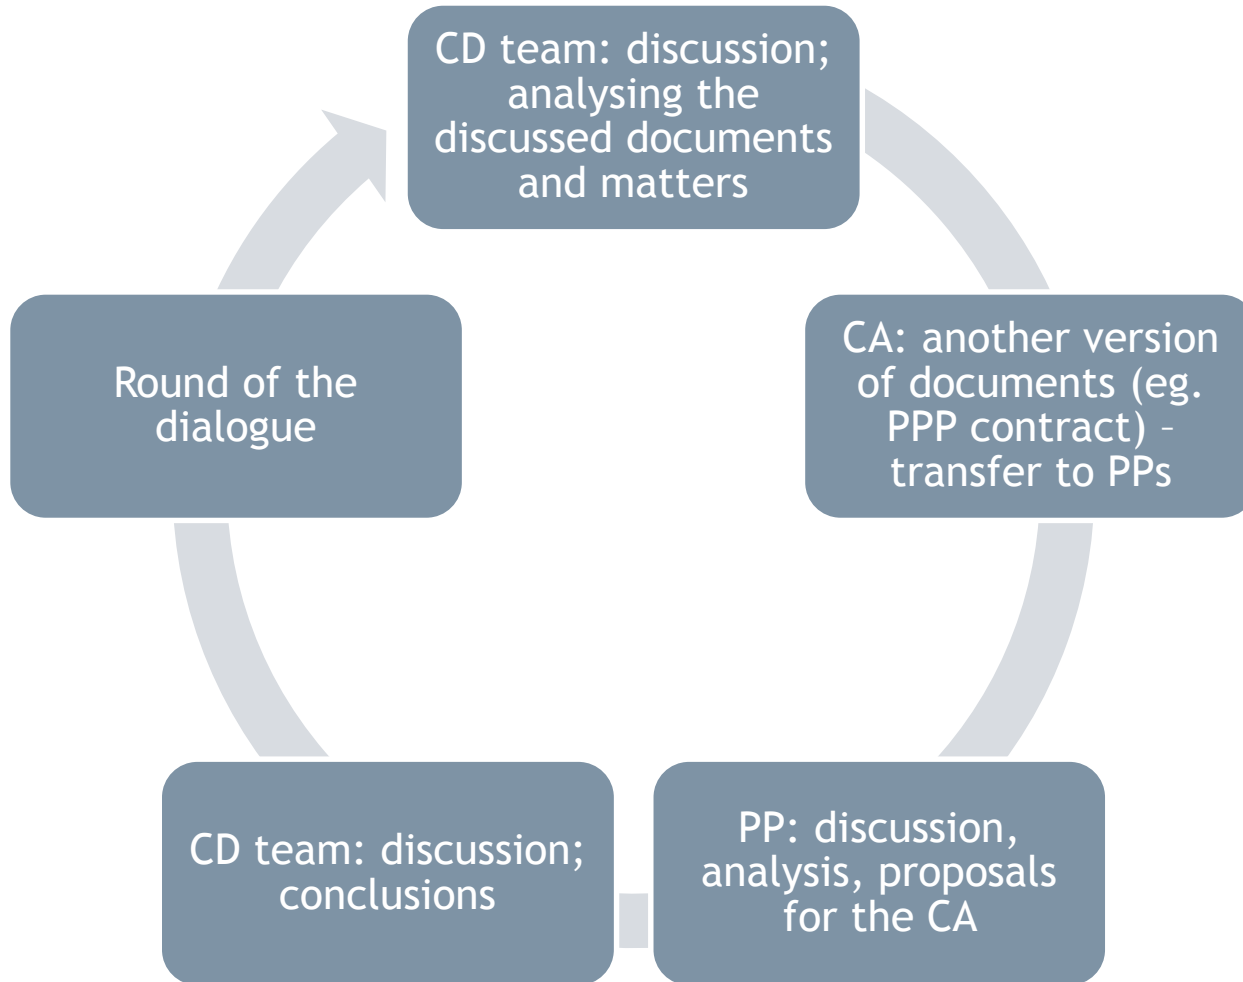 CD team: discussion;
analysing the
discussed documents
and matters
CA: another version
of documents (eg.
PPP contract) –
transfer to PPs
PP: discussion,
analysis, proposals
for the CA
CD team: discussion;
conclusions
Round of the
dialogue